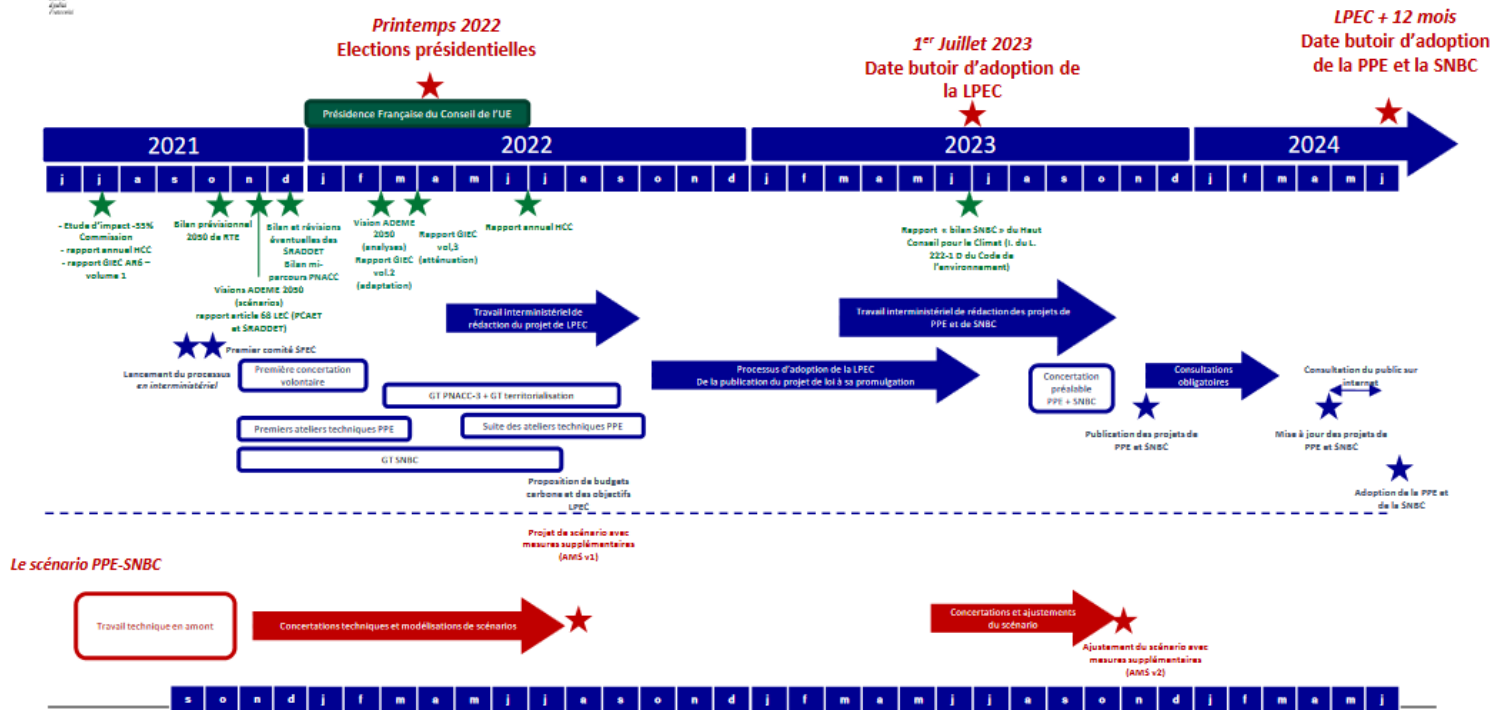 Printemps 2022
Elections présidentielles
1er Juillet 2023
Date butoir d'adoption de
la LPEC
LPEC + 12 mois
Date butoir d'adoption
de la PPE et la SNBC
Présidence Française du Conseil de l'UE
2021
2022
2023
2024
j j a s o n d j f m a m j j a s o n d j f m a m j j a s o n d j f m a m j
- Etude d'impact -55%
Commission
- rapport annuel HCC
- rapport GIEC AR6 –
volume 1
Bilan prévisionnel
2050 de RTE
Bilan et révisions
éventuelles des
SRADDET
Bilan mi-
parcours PNACC
Visions ADEME 2050
(scénarios)
rapport article 68 LEC (PCAET
et SRADDET)
Vision ADEME
2050
(analyses)
Rapport GIEC
vol.2
(adaptation)
Rapport GIEC
vol,3
(atténuation)
Rapport annuel HCC
Rapport « bilan SNBC » du Haut
Conseil pour le Climat (I. du L.
222-1 D du Code de
l'environnement)
Travail interministériel de
rédaction du projet de LPEC
Travail interministériel de rédaction des projets de
PPE et de SNBC
Premier comité SPEC
Lancement du processus
en interministériel
Première concertation
volontaire
Processus d'adoption de la LPEC
De la publication du projet de loi à sa promulgation
Concertation
préalable
PPE + SNBC
Consultations
obligatoires
Consultation du public sur
internet
GT PNACC-3 + GT territorialisation
Premiers ateliers techniques PPE
Suite des ateliers techniques PPE
GT SNBC
Publication des projets de
PPE et SNBC
Mise à jour des projets de
PPE et SNBC
Proposition de budgets
carbone et des objectifs
LPEC
Adoption de la PPE et
de la SNBC
Projet de scénario avec
mesures supplémentaires
(AMS v1)
Le scénario PPE-SNBC
Travail technique en amont
Concertations techniques et modélisations de scénarios
Concertations et ajustements
du scénario
Ajustement du scénario avec
mesures supplémentaires
(AMS v2)
s o n d j f m a m j j a s o n d j f m a m j j a s o n d j f m a m j